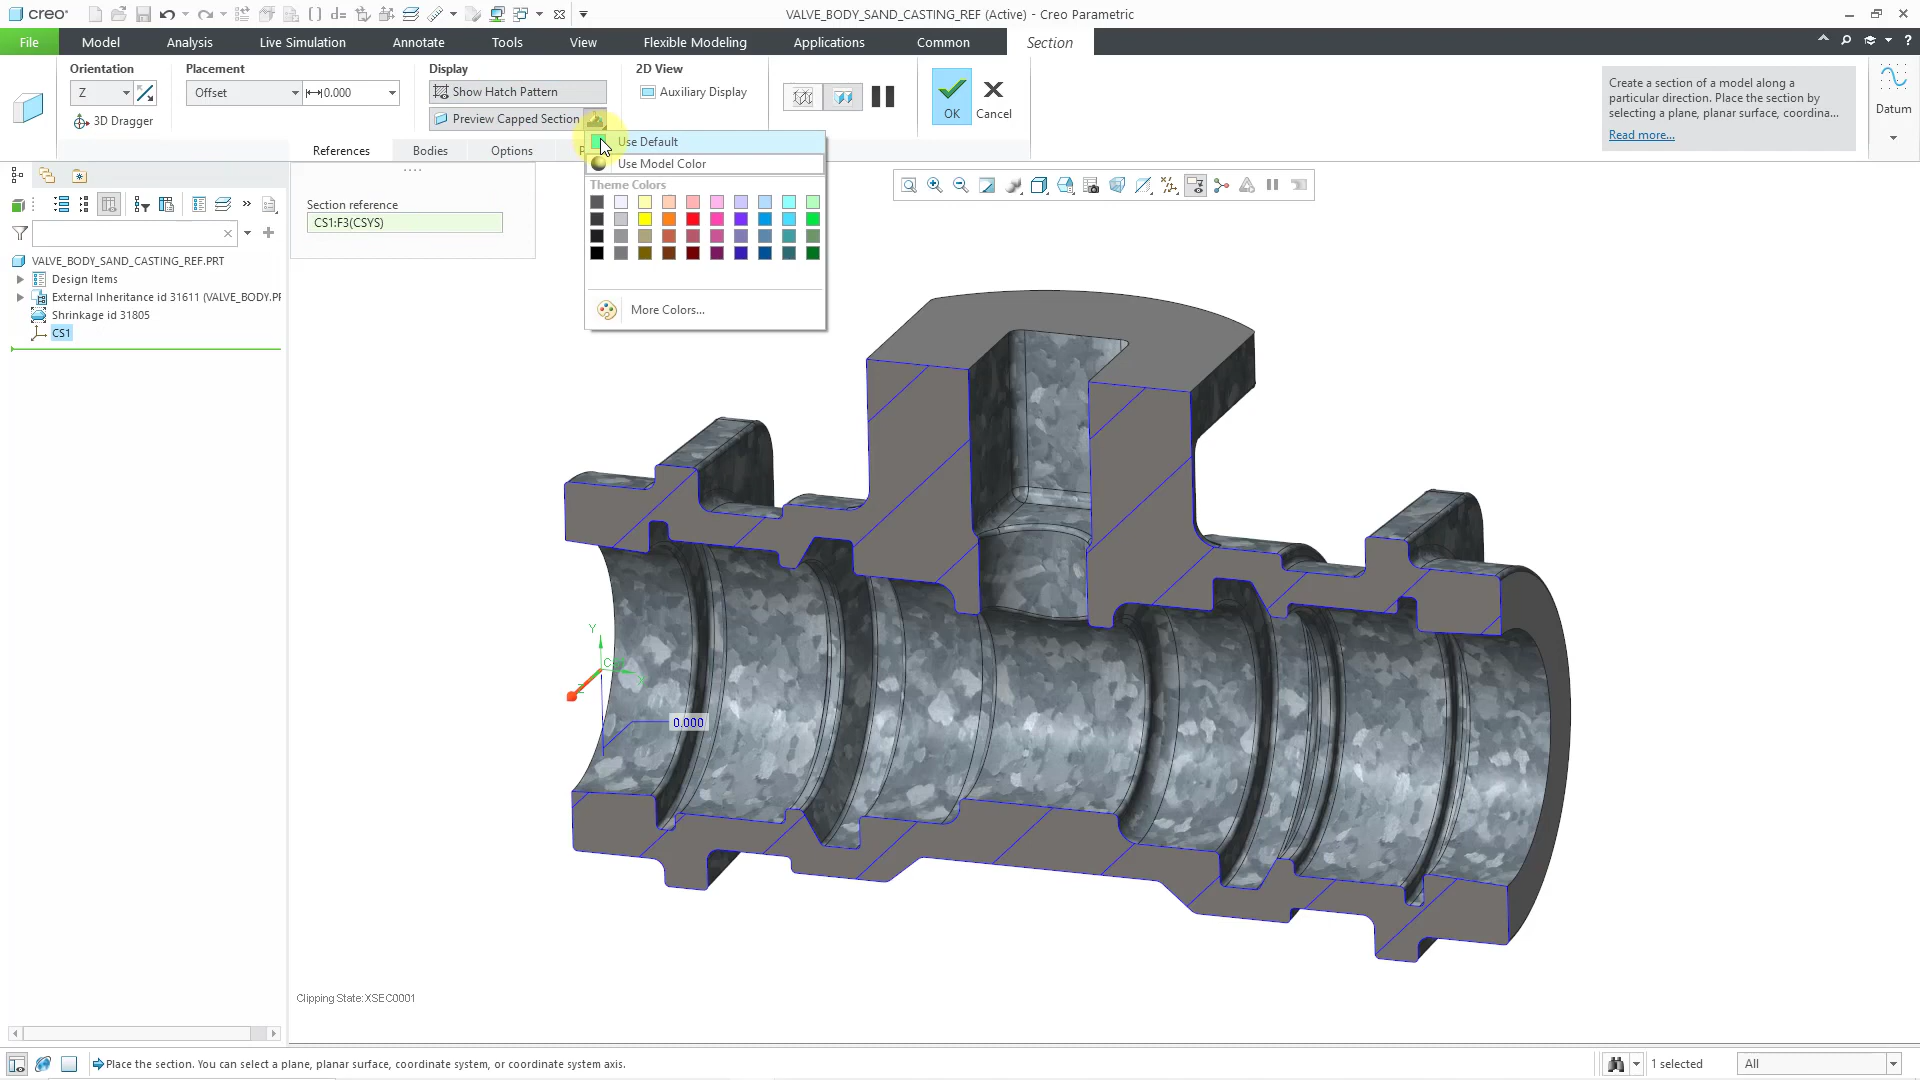 creo®
VALVE_BODY_SAND_CASTING_REF (Active) - Creo Parametric
File Model Analysis Live Simulation Annotate Tools View Flexible Modeling Applications Common Section
Orientation Placement Display 2D View
Z Offset 0.000 Show Hatch Pattern Auxiliary Display
3D Dragger Preview Capped Section
OK Cancel
Create a section of a model along a
particular direction. Place the section by
selecting a plane, planar surface, coordina...
Read more...
Datum
References Bodies Options
Use Default
Use Model Color
Theme Colors
More Colors...
Section reference
CS1:F3(CSYS)
VALVE_BODY_SAND_CASTING_REF.PRT
Design Items
External Inheritance id 31611 (VALVE_BODY.PR
Shrinkage id 31805
CS1
Y
Z
0.000
Clipping State:XSEC0001
Place the section. You can select a plane, planar surface, coordinate system, or coordinate system axis.
1 selected
All